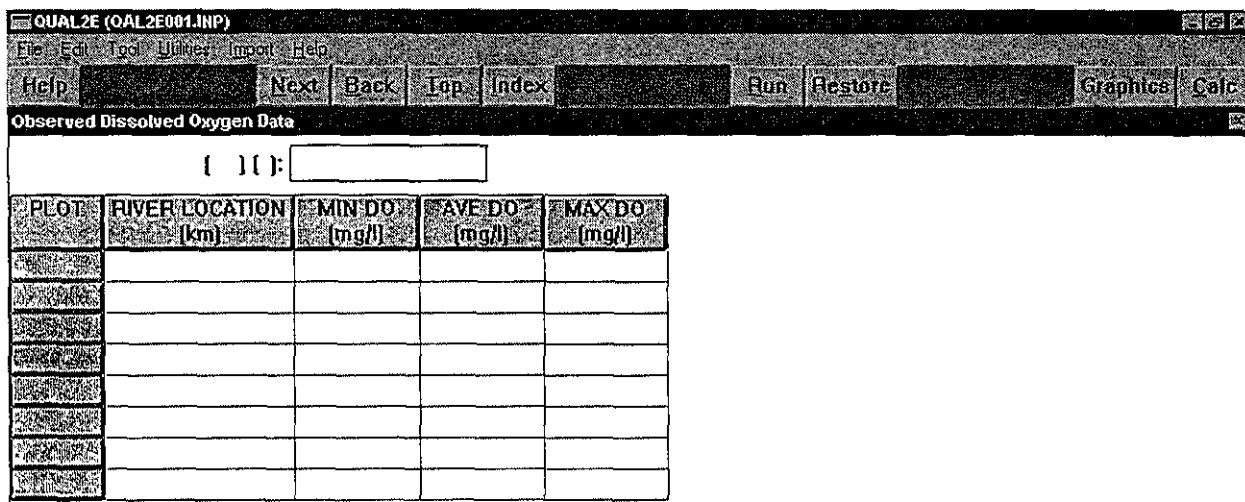 QUAL2E (QAL2E001.INP)
File Edit Tool Utilities Import Help
Help Next Back Top Index Run Restore Graphics Calc
Observed Dissolved Oxygen Data
[ ] [ ]:
PLOT RIVER LOCATION MIN DO AVE DO MAX DO
(km) (mg/l) (mg/l) (mg/l)